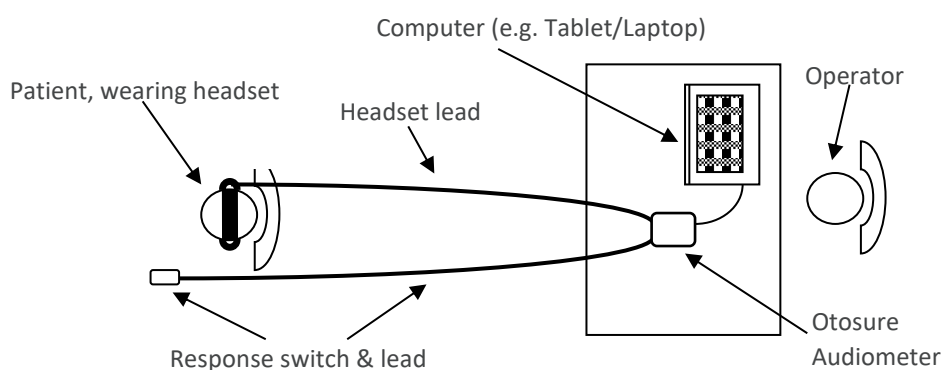 Computer (e.g. Tablet/Laptop)
Operator
Patient, wearing headset
Headset lead
Otosure
Audiometer
Response switch & lead